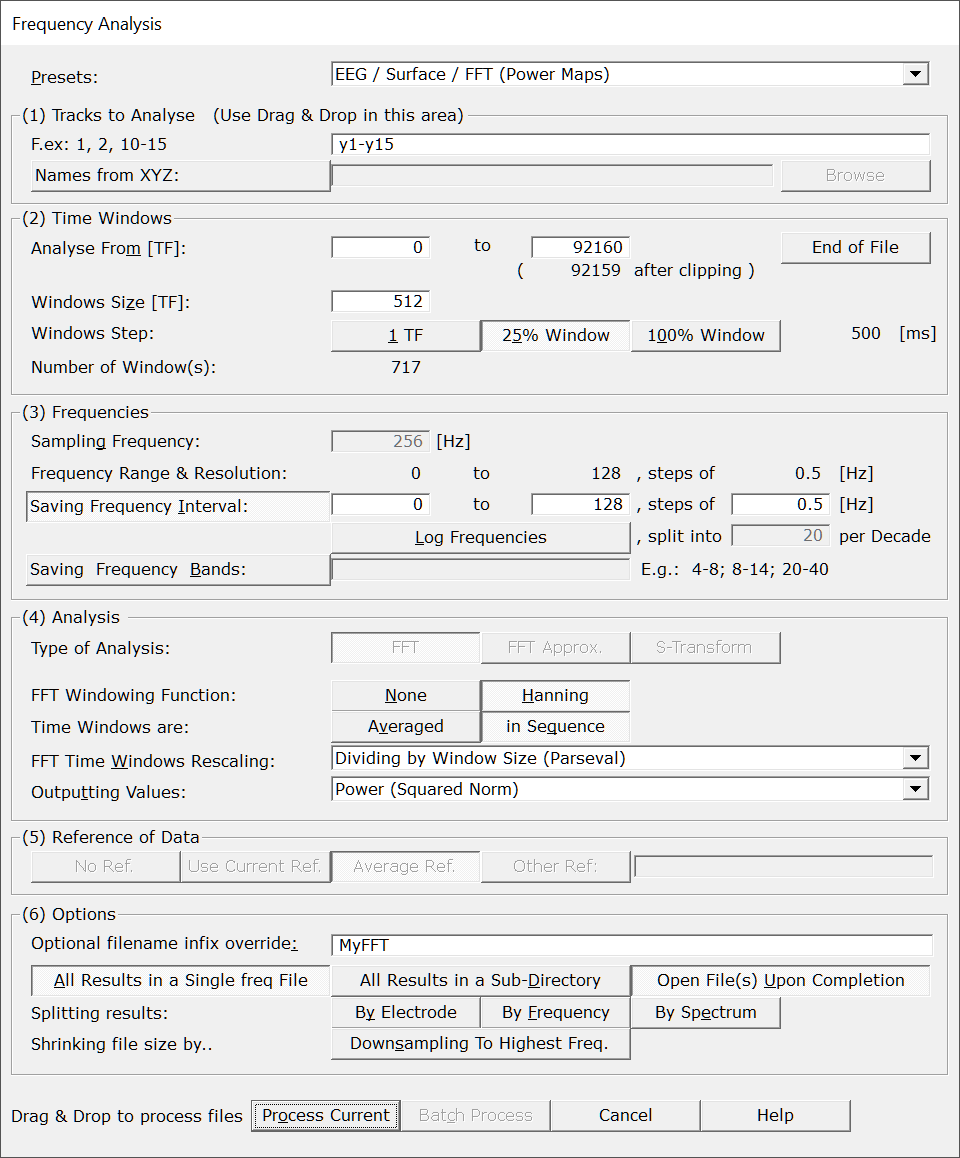 Frequency Analysis
Presets: EEG / Surface / FFT (Power Maps)
(1) Tracks to Analyse (Use Drag & Drop in this area)
F.ex: 1, 2, 10-15 y1-y15
Names from XYZ: Browse
(2) Time Windows
Analyse From [TF]: 0 to 92160 End of File
( 92159 after clipping )
Windows Size [TF]: 512
Windows Step: 1 TF 25% Window 100% Window 500 [ms]
Number of Window(s): 717
(3) Frequencies
Sampling Frequency: 256 [Hz]
Frequency Range & Resolution: 0 to 128 , steps of 0.5 [Hz]
Saving Frequency Interval: 0 to 128 , steps of 0.5 [Hz]
Log Frequencies , split into 20 per Decade
Saving Frequency Bands: E.g.: 4-8; 8-14; 20-40
(4) Analysis
Type of Analysis: FFT FFT Approx. S-Transform
FFT Windowing Function: None Hanning
Time Windows are: Averaged in Sequence
FFT Time Windows Rescaling: Dividing by Window Size (Parseval)
Outputting Values: Power (Squared Norm)
(5) Reference of Data
No Ref. Use Current Ref. Average Ref. Other Ref:
(6) Options
Optional filename infix override: MyFFT
All Results in a Single freq File All Results in a Sub-Directory Open File(s) Upon Completion
Splitting results: By Electrode By Frequency By Spectrum
Shrinking file size by.. Downsampling To Highest Freq.
Drag & Drop to process files Process Current Batch Process Cancel Help